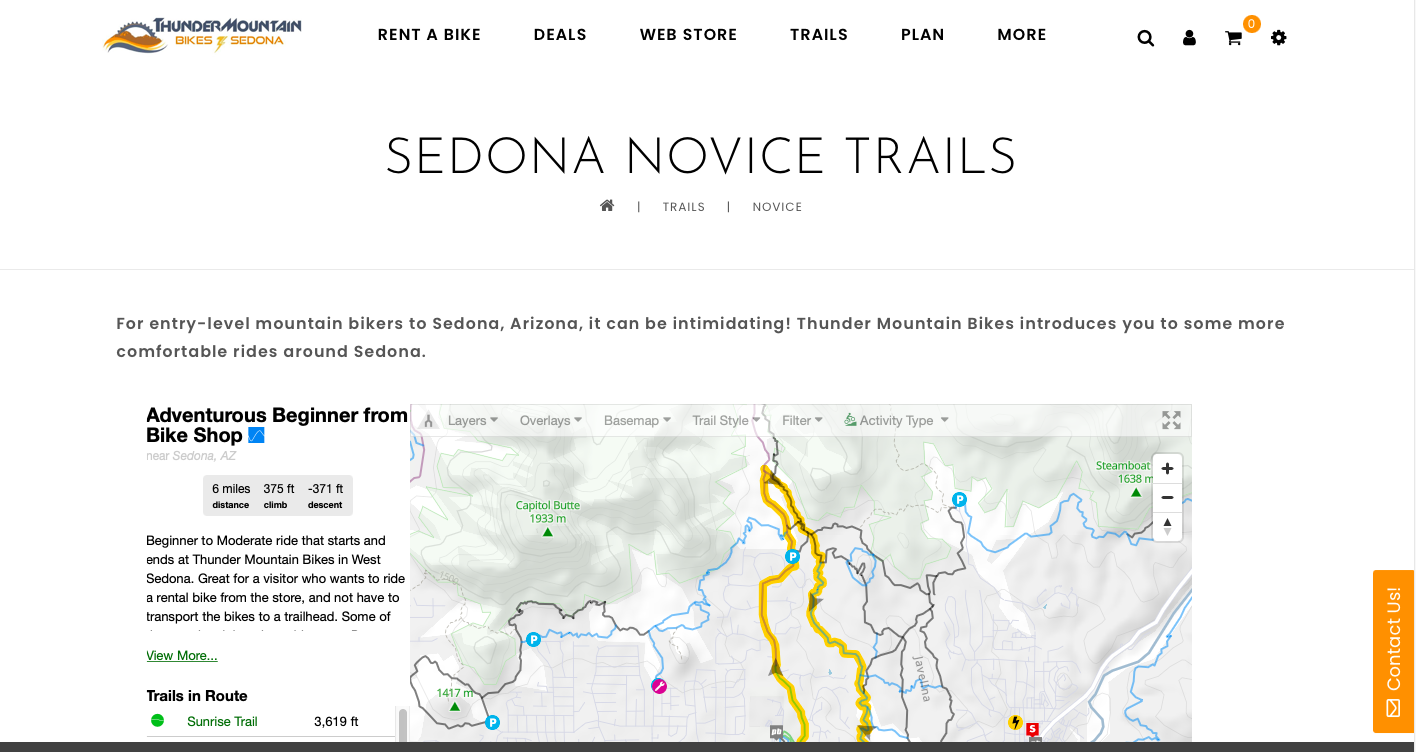 THUNDERMOUNTAIN
BIKES SEDONA
RENT A BIKE
DEALS
WEB STORE
TRAILS
PLAN
MORE
0
SEDONA NOVICE TRAILS
| TRAILS | NOVICE
For entry-level mountain bikers to Sedona, Arizona, it can be intimidating! Thunder Mountain Bikes introduces you to some more
comfortable rides around Sedona.
Adventurous Beginner from
Bike Shop
near Sedona, AZ
6 miles 375 ft -371 ft
distance climb descent
Beginner to Moderate ride that starts and
ends at Thunder Mountain Bikes in West
Sedona. Great for a visitor who wants to ride
a rental bike from the store, and not have to
transport the bikes to a trailhead. Some of
View More...
Trails in Route
Sunrise Trail 3,619 ft
Layers
Overlays
Basemap
Trail Style
Filter
Activity Type
Steamboat
1638 m
+
−
Capitol Butte
1933 m
P
P
P
P
1417 m
Javelina
S
Contact Us!